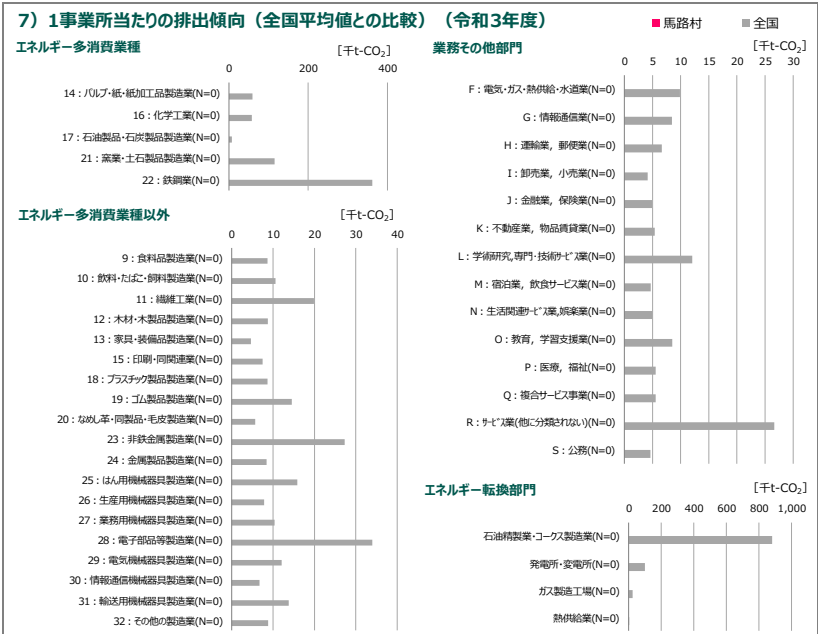 7）1事業所当たりの排出傾向（全国平均値との比較）（令和3年度）
■馬路村 ■全国
エネルギー多消費業種
[千t-CO₂]
0 200 400
14：パルプ・紙・紙加工品製造業(N=0)
16：化学工業(N=0)
17：石油製品・石炭製品製造業(N=0)
21：窯業・土石製品製造業(N=0)
22：鉄鋼業(N=0)
エネルギー多消費業種以外
[千t-CO₂]
0 10 20 30 40
9：食料品製造業(N=0)
10：飲料・たばこ・飼料製造業(N=0)
11：繊維工業(N=0)
12：木材・木製品製造業(N=0)
13：家具・装備品製造業(N=0)
15：印刷・同関連業(N=0)
18：プラスチック製品製造業(N=0)
19：ゴム製品製造業(N=0)
20：なめし革・同製品・毛皮製造業(N=0)
23：非鉄金属製造業(N=0)
24：金属製品製造業(N=0)
25：はん用機械器具製造業(N=0)
26：生産用機械器具製造業(N=0)
27：業務用機械器具製造業(N=0)
28：電子部品等製造業(N=0)
29：電気機械器具製造業(N=0)
30：情報通信機械器具製造業(N=0)
31：輸送用機械器具製造業(N=0)
32：その他の製造業(N=0)
業務その他部門
[千t-CO₂]
0 5 10 15 20 25 30
F：電気・ガス・熱供給・水道業(N=0)
G：情報通信業(N=0)
H：運輸業，郵便業(N=0)
I：卸売業，小売業(N=0)
J：金融業，保険業(N=0)
K：不動産業，物品賃貸業(N=0)
L：学術研究,専門・技術ｻｰﾋﾞｽ業(N=0)
M：宿泊業，飲食サービス業(N=0)
N：生活関連ｻｰﾋﾞｽ業,娯楽業(N=0)
O：教育，学習支援業(N=0)
P：医療，福祉(N=0)
Q：複合サービス事業(N=0)
R：ｻｰﾋﾞｽ業(他に分類されない)(N=0)
S：公務(N=0)
エネルギー転換部門
[千t-CO₂]
0 200 400 600 800 1,000
石油精製業・コークス製造業(N=0)
発電所・変電所(N=0)
ガス製造工場(N=0)
熱供給業(N=0)